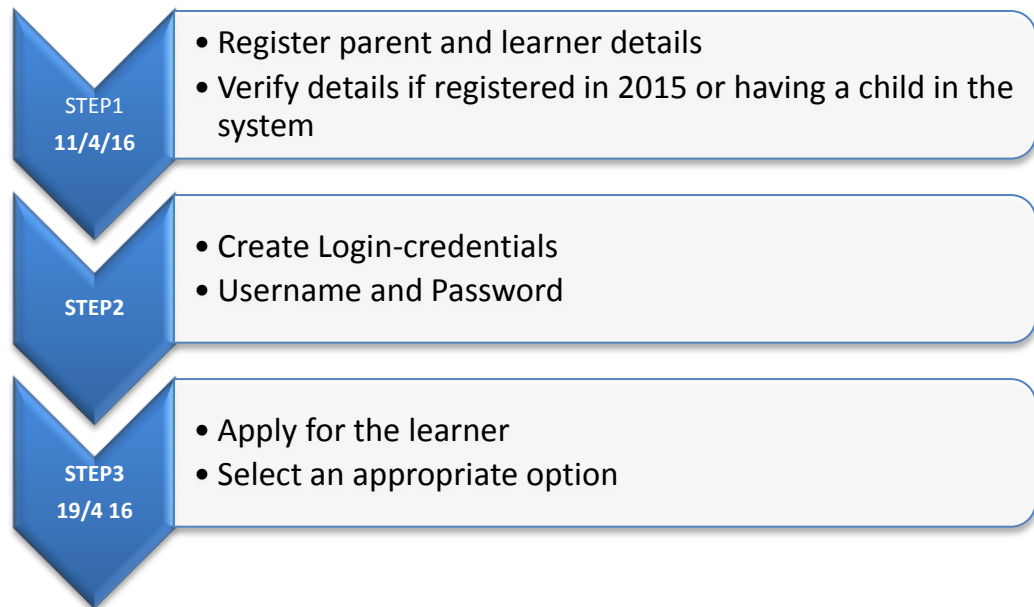 STEP1
11/4/16
• Register parent and learner details
• Verify details if registered in 2015 or having a child in the
system
STEP2
• Create Login-credentials
• Username and Password
STEP3
19/4 16
• Apply for the learner
• Select an appropriate option